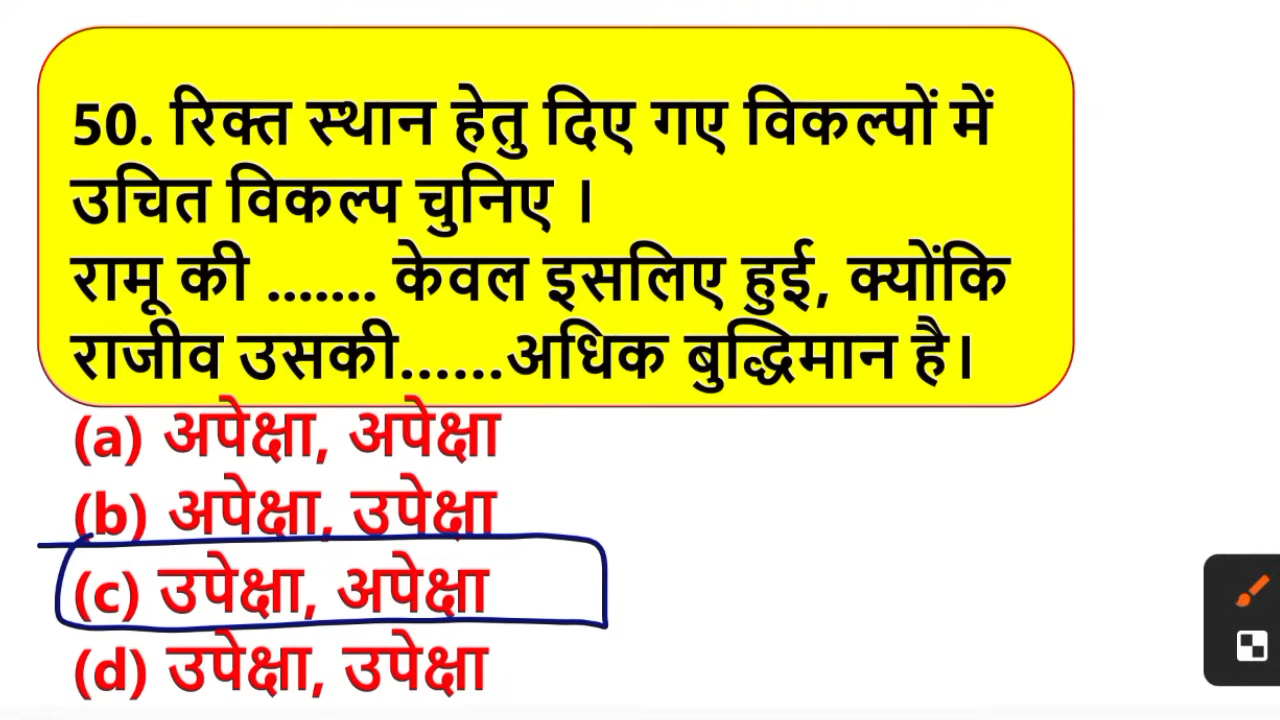 50. रिक्त स्थान हेतु दिए गए विकल्पों में
उचित विकल्प चुनिए ।
रामू की ....... केवल इसलिए हुई, क्योंकि
राजीव उसकी......अधिक बुद्धिमान है।
(a) अपेक्षा, अपेक्षा
(b) अपेक्षा, उपेक्षा
(c) उपेक्षा, अपेक्षा
(d) उपेक्षा, उपेक्षा